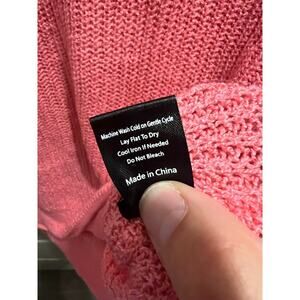 Machine Wash Cold on Gentle Cycle
Lay Flat To Dry
Cool Iron If Needed
Do Not Bleach
Made in China